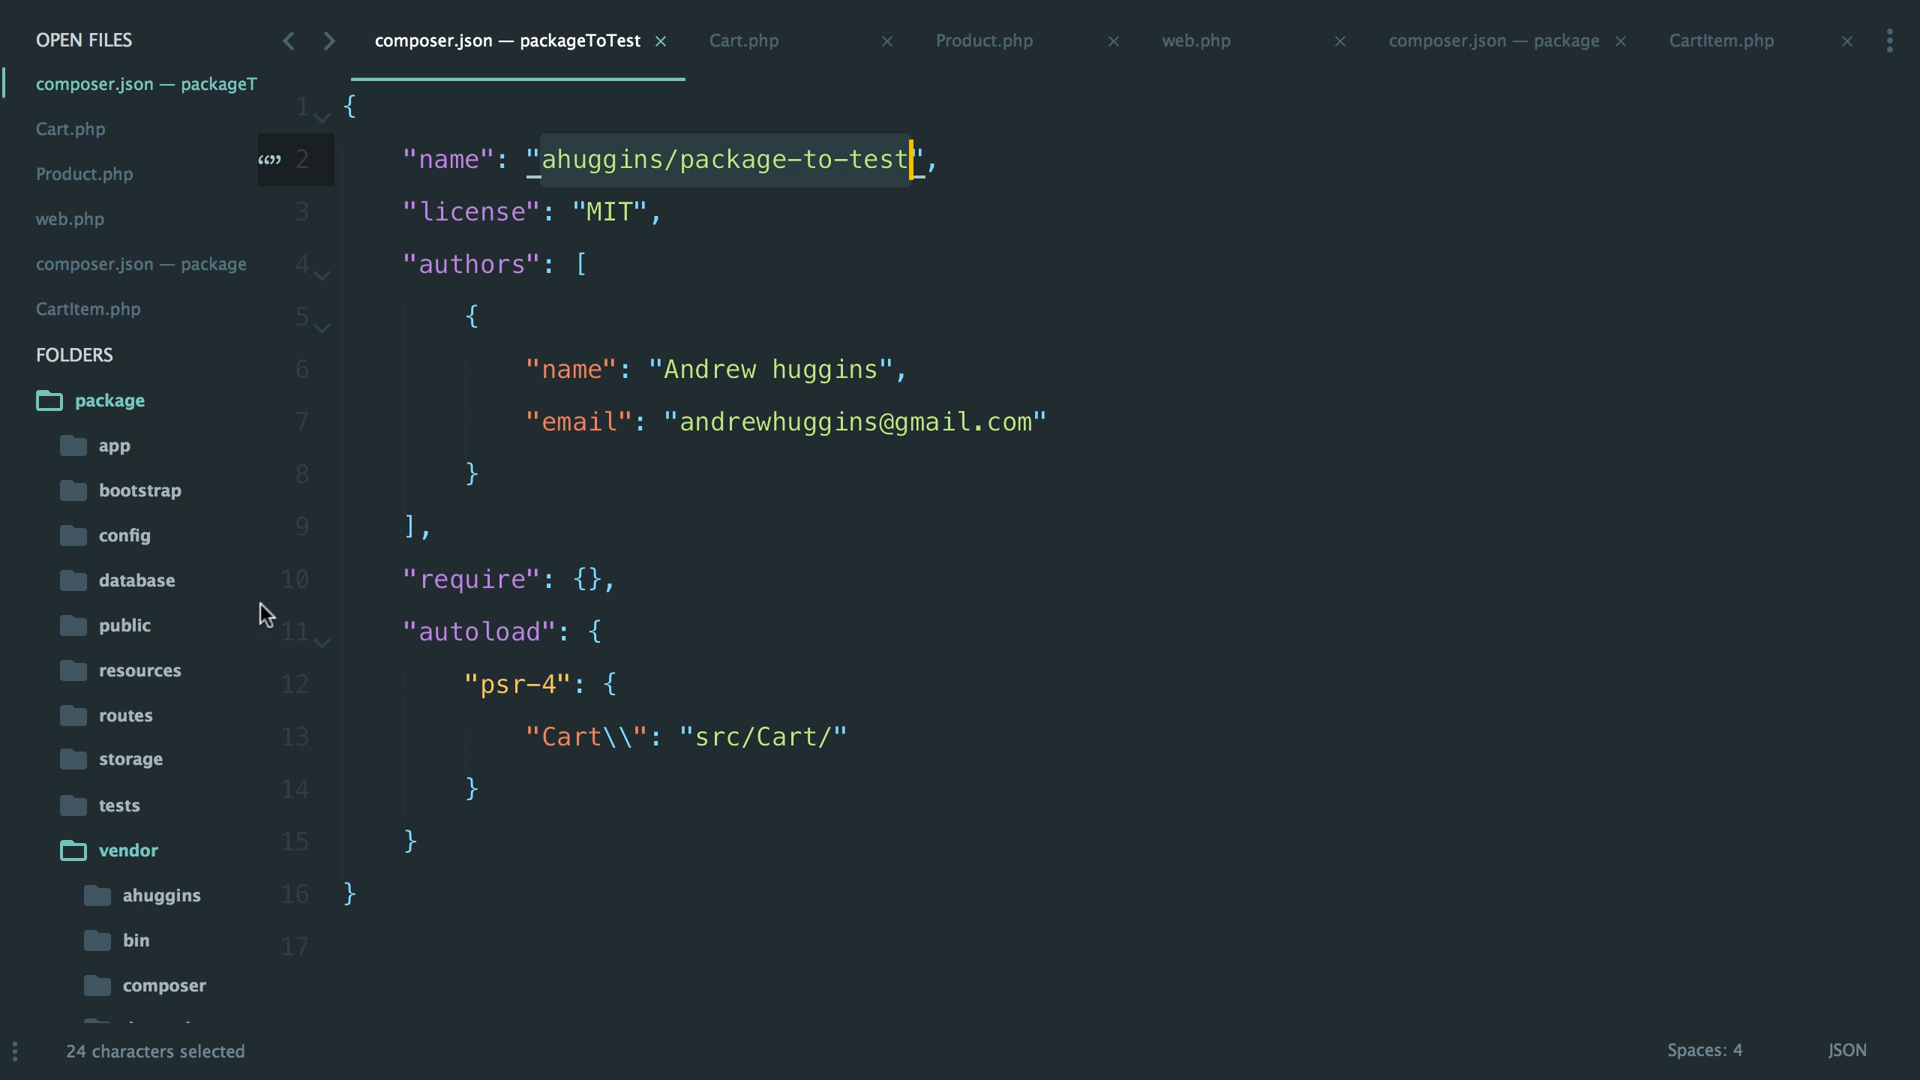 OPEN FILES
composer.json — packageT
Cart.php
Product.php
web.php
composer.json — package
CartItem.php
FOLDERS
package
app
bootstrap
config
database
public
resources
routes
storage
tests
vendor
ahuggins
bin
composer
composer.json — packageToTest ×
Cart.php ×
Product.php ×
web.php ×
composer.json — package ×
CartItem.php ×
1 {
“” 2 "name": "ahuggins/package-to-test",
3 "license": "MIT",
4 "authors": [
5 {
6 "name": "Andrew huggins",
7 "email": "andrewhuggins@gmail.com"
8 }
9 ],
10 "require": {},
11 "autoload": {
12 "psr-4": {
13 "Cart\\": "src/Cart/"
14 }
15 }
16 }
17
24 characters selected
Spaces: 4
JSON